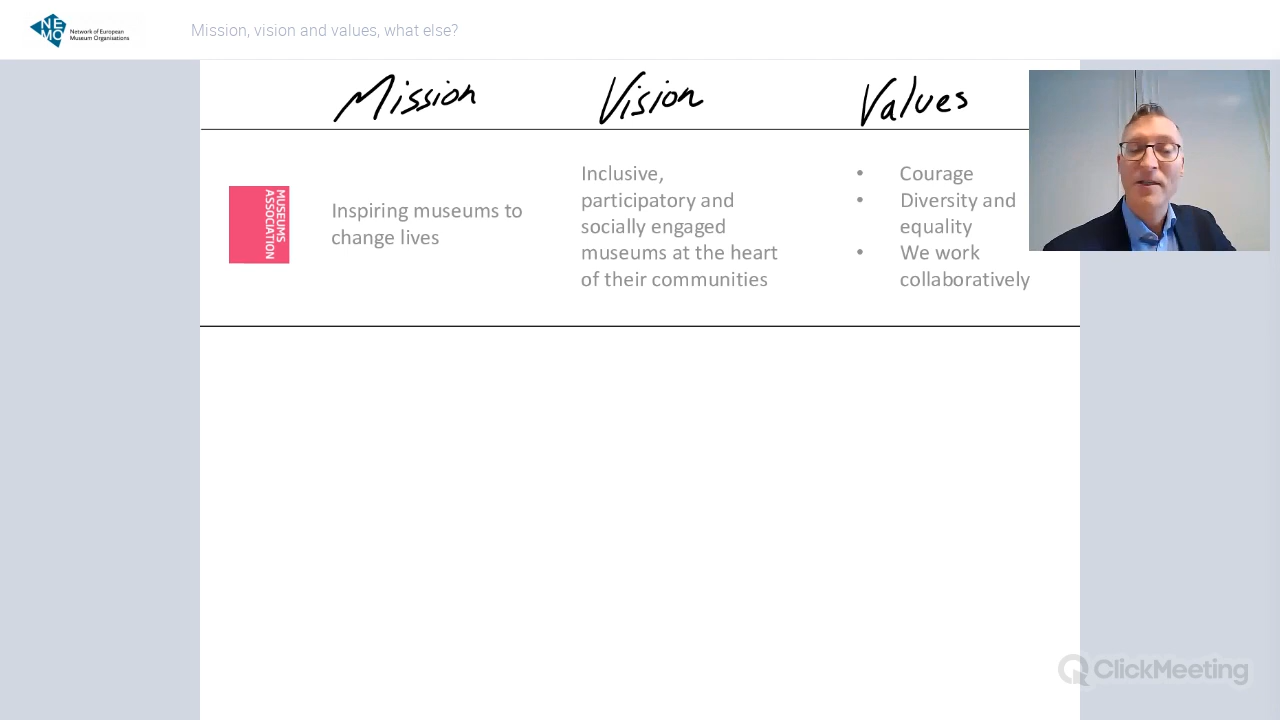 NE
MO
Network of European
Museum Organisations
Mission, vision and values, what else?
Mission
Vision
Values
MUSEUMS
ASSOCIATION
Inspiring museums to
change lives
Inclusive,
participatory and
socially engaged
museums at the heart
of their communities
• Courage
• Diversity and
equality
• We work
collaboratively
ClickMeeting